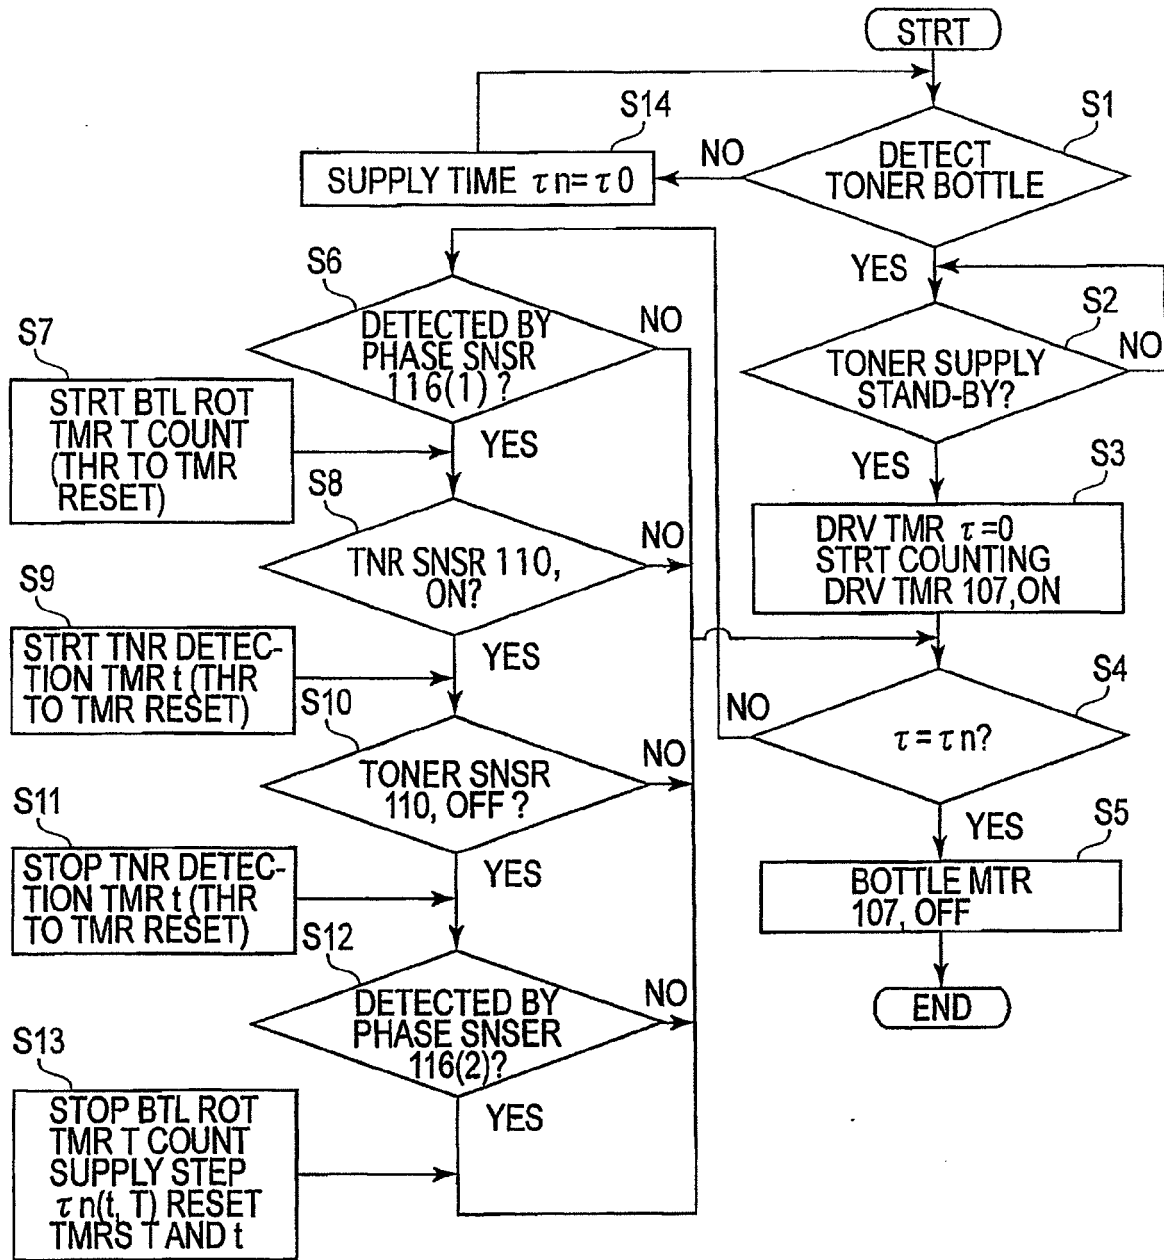 STRT
S1
DETECT
TONER BOTTLE
NO
YES
S14
SUPPLY TIME τn=τ0
S2
TONER SUPPLY
STAND-BY?
NO
YES
S3
DRV TMR τ=0
STRT COUNTING
DRV TMR 107,ON
S4
τ=τn?
NO
YES
S5
BOTTLE MTR
107, OFF
END
S6
DETECTED BY
PHASE SNSR
116(1) ?
NO
YES
S7
STRT BTL ROT
TMR T COUNT
(THR TO TMR
RESET)
S8
TNR SNSR 110,
ON?
NO
YES
S9
STRT TNR DETEC-
TION TMR t (THR
TO TMR RESET)
S10
TONER SNSR
110, OFF ?
NO
YES
S11
STOP TNR DETEC-
TION TMR t (THR
TO TMR RESET)
S12
DETECTED BY
PHASE SNSER
116(2)?
NO
YES
S13
STOP BTL ROT
TMR T COUNT
SUPPLY STEP
τn(t, T) RESET
TMRS T AND t